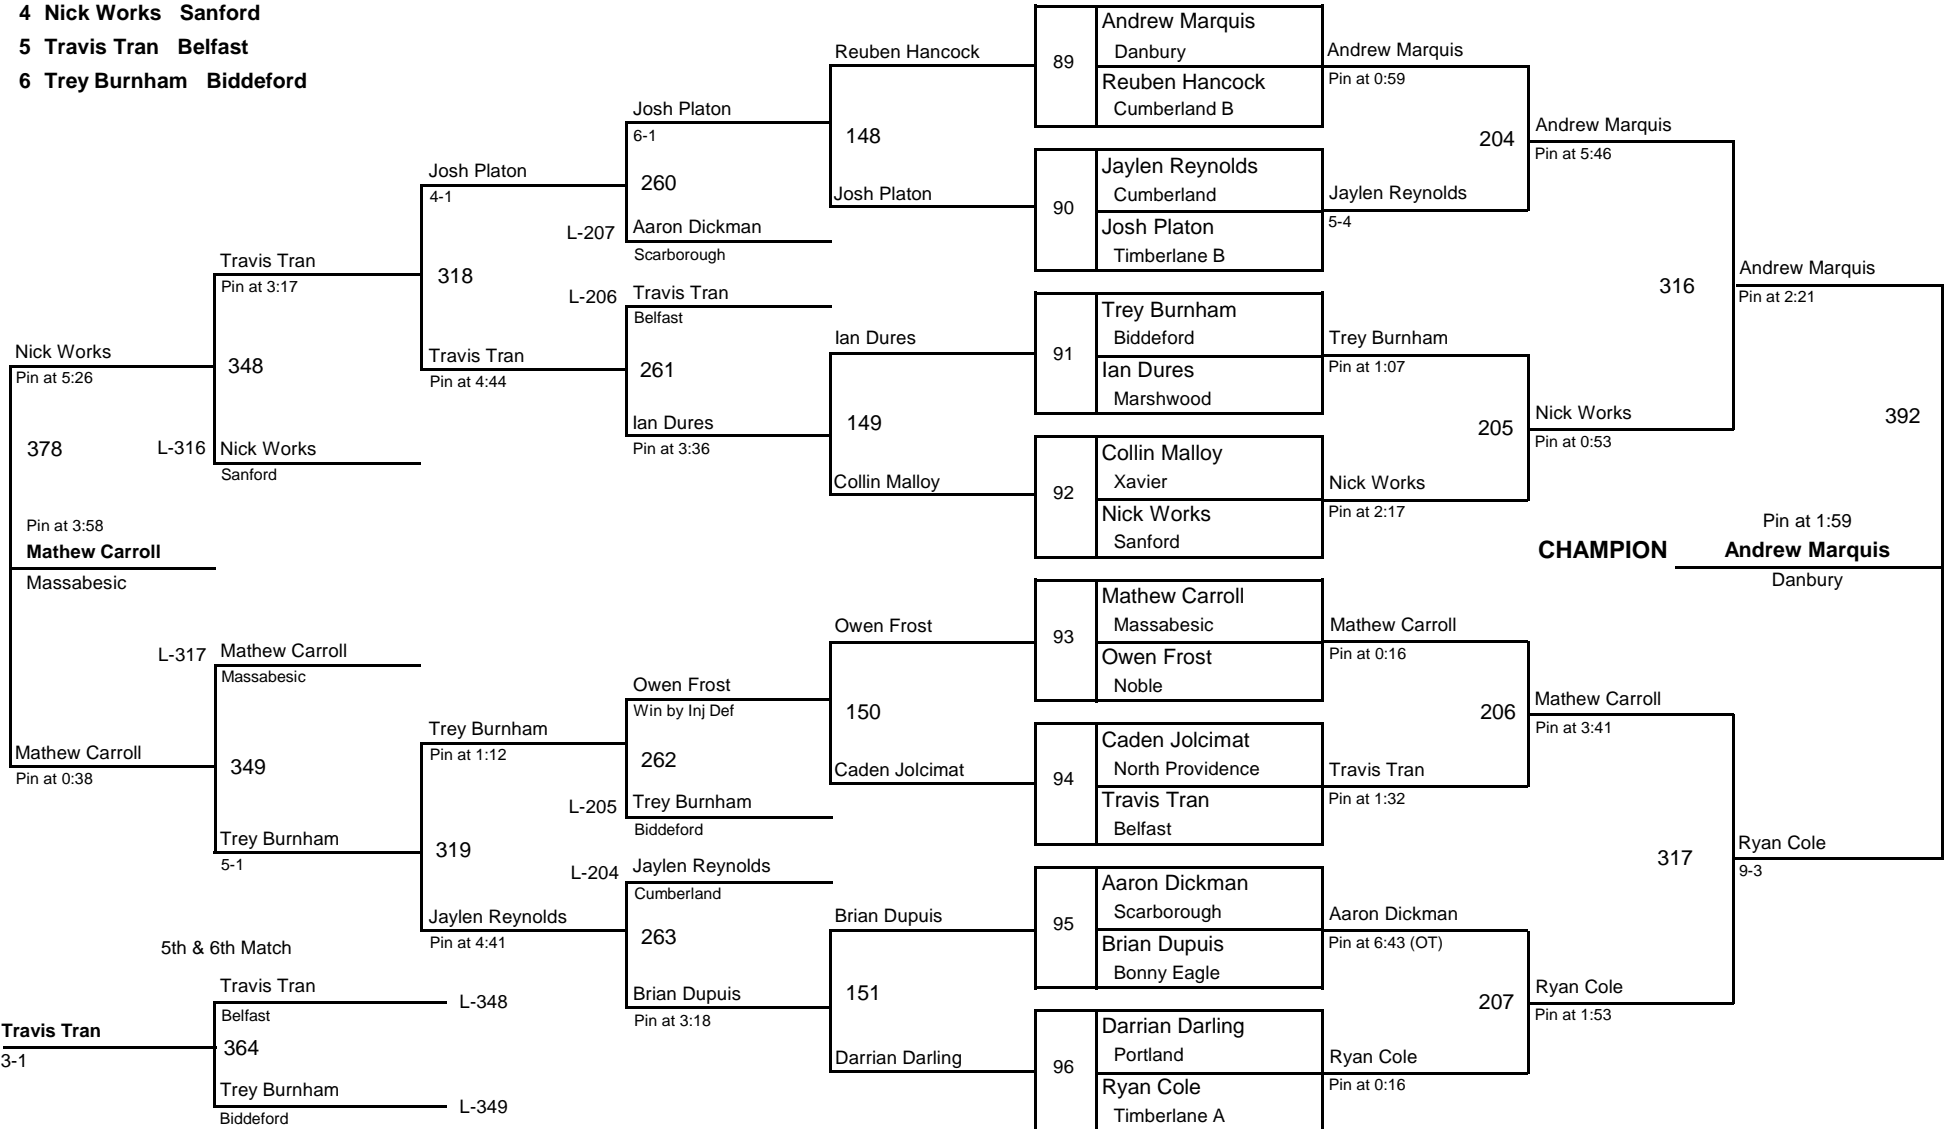 4 Nick Works Sanford
5 Travis Tran Belfast
6 Trey Burnham Biddeford
Nick Works
Pin at 5:26
378
Pin at 3:58
Mathew Carroll
Massabesic
Mathew Carroll
Pin at 0:38
5th & 6th Match
Travis Tran
3-1
Travis Tran
Pin at 3:17
348
L-316 Nick Works
Sanford
L-317 Mathew Carroll
Massabesic
349
Trey Burnham
5-1
Travis Tran
L-348
Belfast
364
Trey Burnham
L-349
Biddeford
Josh Platon
4-1
318
Travis Tran
Pin at 4:44
Trey Burnham
Pin at 1:12
319
Jaylen Reynolds
Pin at 4:41
Josh Platon
6-1
260
L-207 Aaron Dickman
Scarborough
L-206 Travis Tran
Belfast
261
Ian Dures
Pin at 3:36
Owen Frost
Win by Inj Def
262
L-205 Trey Burnham
Biddeford
L-204 Jaylen Reynolds
Cumberland
263
Brian Dupuis
Pin at 3:18
Reuben Hancock
148
Josh Platon
Ian Dures
149
Collin Malloy
Owen Frost
150
Caden Jolcimat
Brian Dupuis
151
Darrian Darling
89
Andrew Marquis
Danbury
Reuben Hancock
Cumberland B
90
Jaylen Reynolds
Cumberland
Josh Platon
Timberlane B
91
Trey Burnham
Biddeford
Ian Dures
Marshwood
92
Collin Malloy
Xavier
Nick Works
Sanford
93
Mathew Carroll
Massabesic
Owen Frost
Noble
94
Caden Jolcimat
North Providence
Travis Tran
Belfast
95
Aaron Dickman
Scarborough
Brian Dupuis
Bonny Eagle
96
Darrian Darling
Portland
Ryan Cole
Timberlane A
Andrew Marquis
Pin at 0:59
204
Jaylen Reynolds
5-4
Trey Burnham
Pin at 1:07
205
Nick Works
Pin at 2:17
Mathew Carroll
Pin at 0:16
206
Travis Tran
Pin at 1:32
Aaron Dickman
Pin at 6:43 (OT)
207
Ryan Cole
Pin at 0:16
Andrew Marquis
Pin at 5:46
316
Nick Works
Pin at 0:53
Mathew Carroll
Pin at 3:41
317
Ryan Cole
Pin at 1:53
Andrew Marquis
Pin at 2:21
392
Pin at 1:59
CHAMPION Andrew Marquis
Danbury
Ryan Cole
9-3